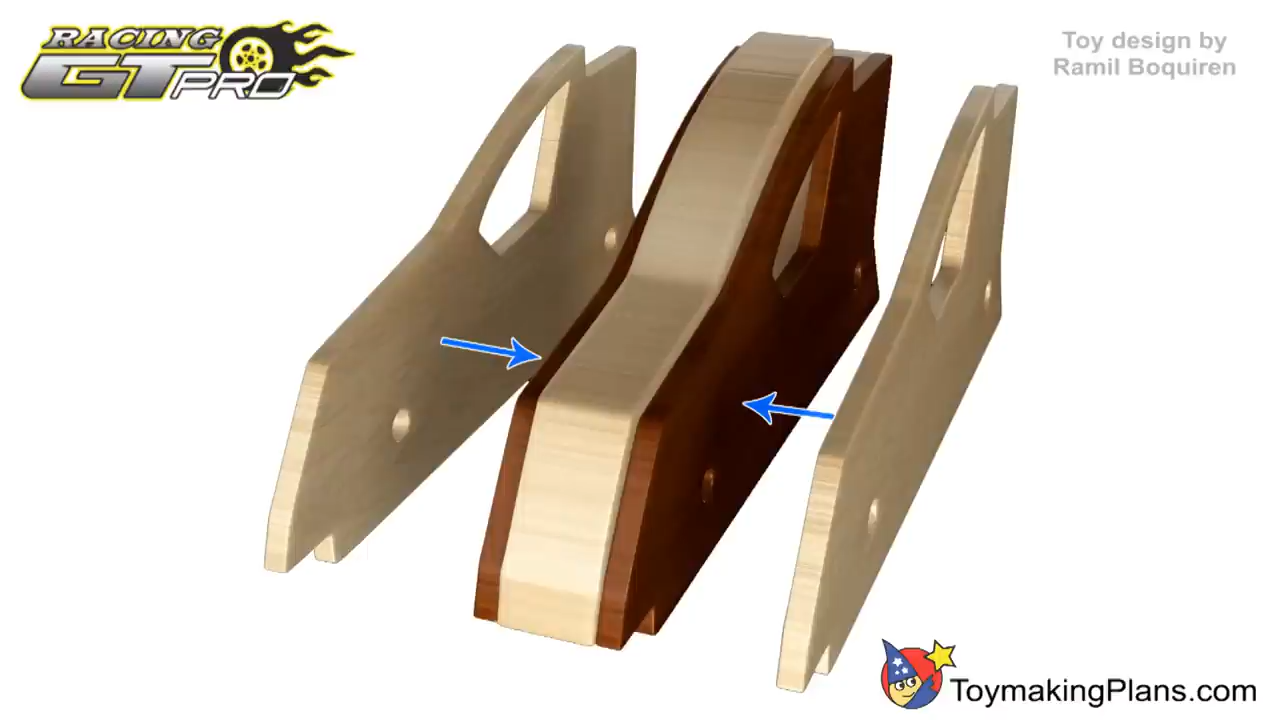 RACING
GT PRO
Toy design by
Ramil Boquiren
ToymakingPlans.com